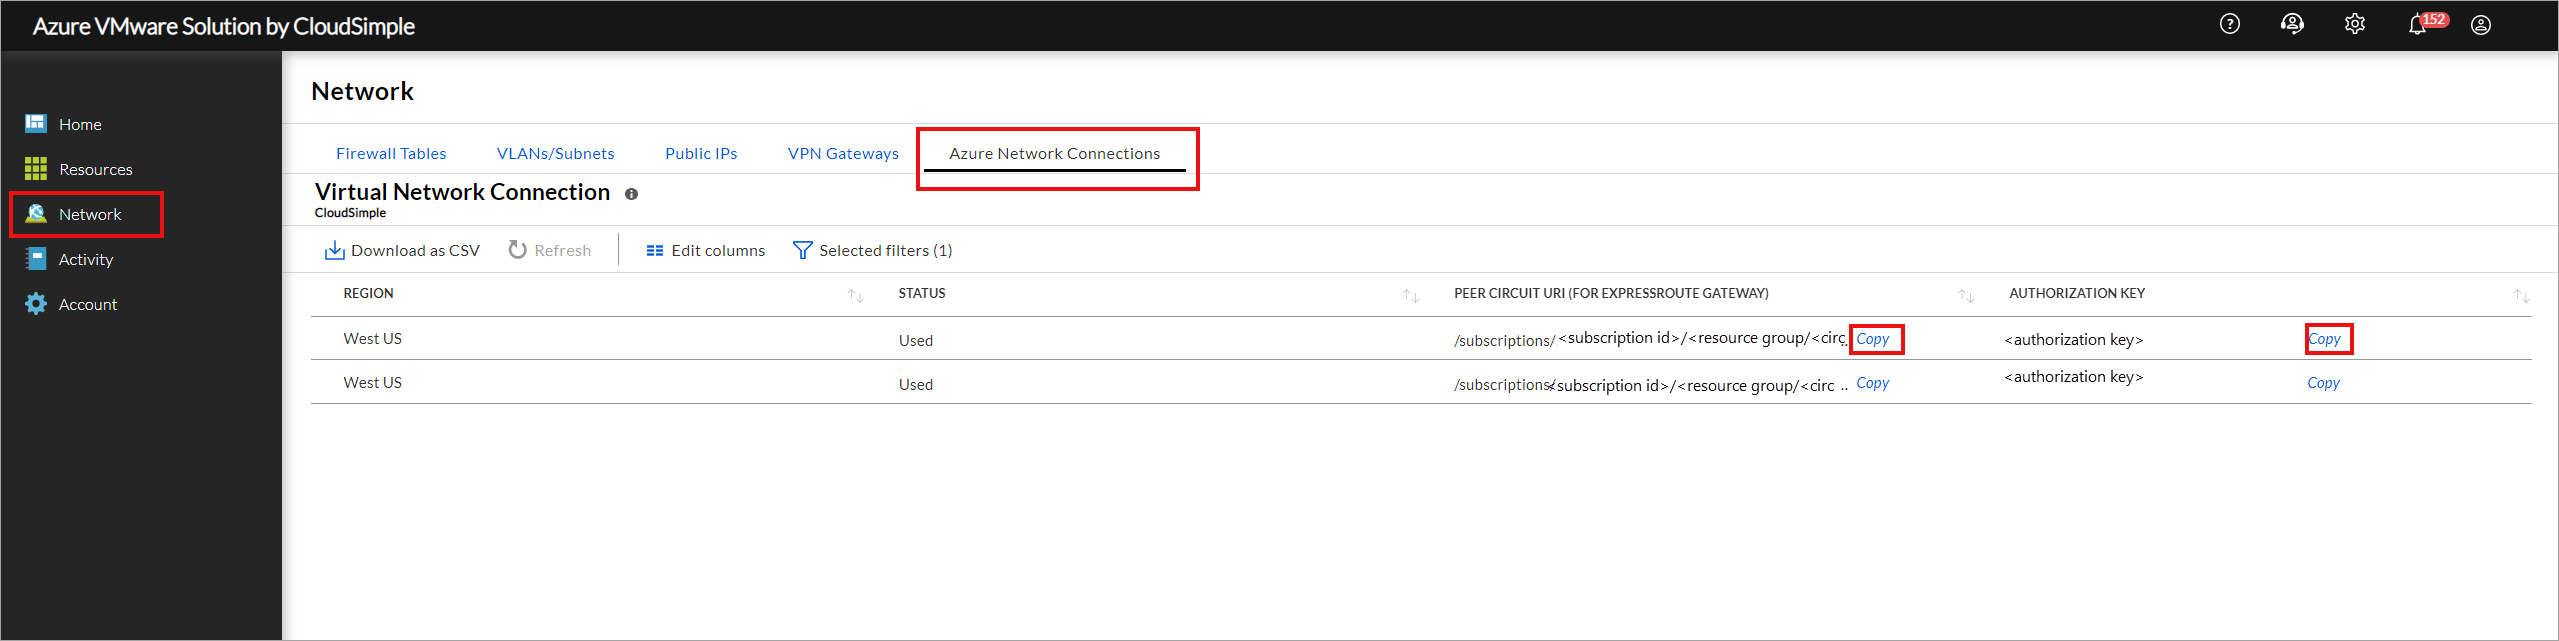 Azure VMware Solution by CloudSimple
152
Home
Resources
Network
Activity
Account
Network
Firewall Tables VLANs/Subnets Public IPs VPN Gateways Azure Network Connections
Virtual Network Connection
CloudSimple
Download as CSV Refresh Edit columns Selected filters (1)
REGION STATUS PEER CIRCUIT URI (FOR EXPRESSROUTE GATEWAY) AUTHORIZATION KEY
West US Used /subscriptions/ <subscription id>/<resource group/<circ.. Copy <authorization key> Copy
West US Used /subscriptions/<subscription id>/<resource group/<circ .. Copy <authorization key> Copy